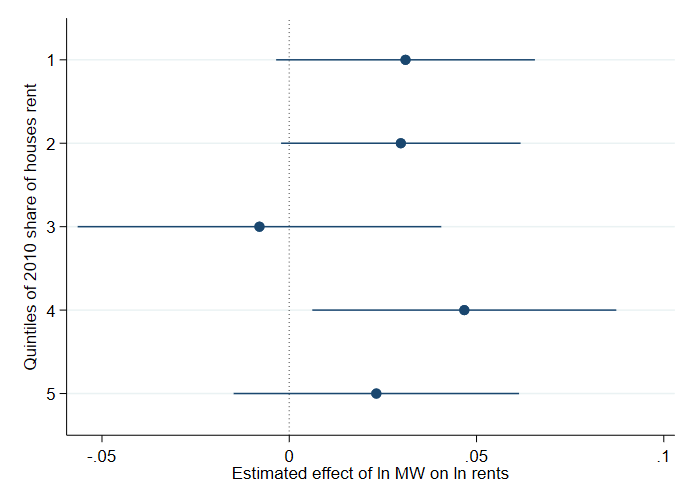 Quintiles of 2010 share of houses rent
1
2
3
4
5
-.05 0 .05 .1
Estimated effect of ln MW on ln rents